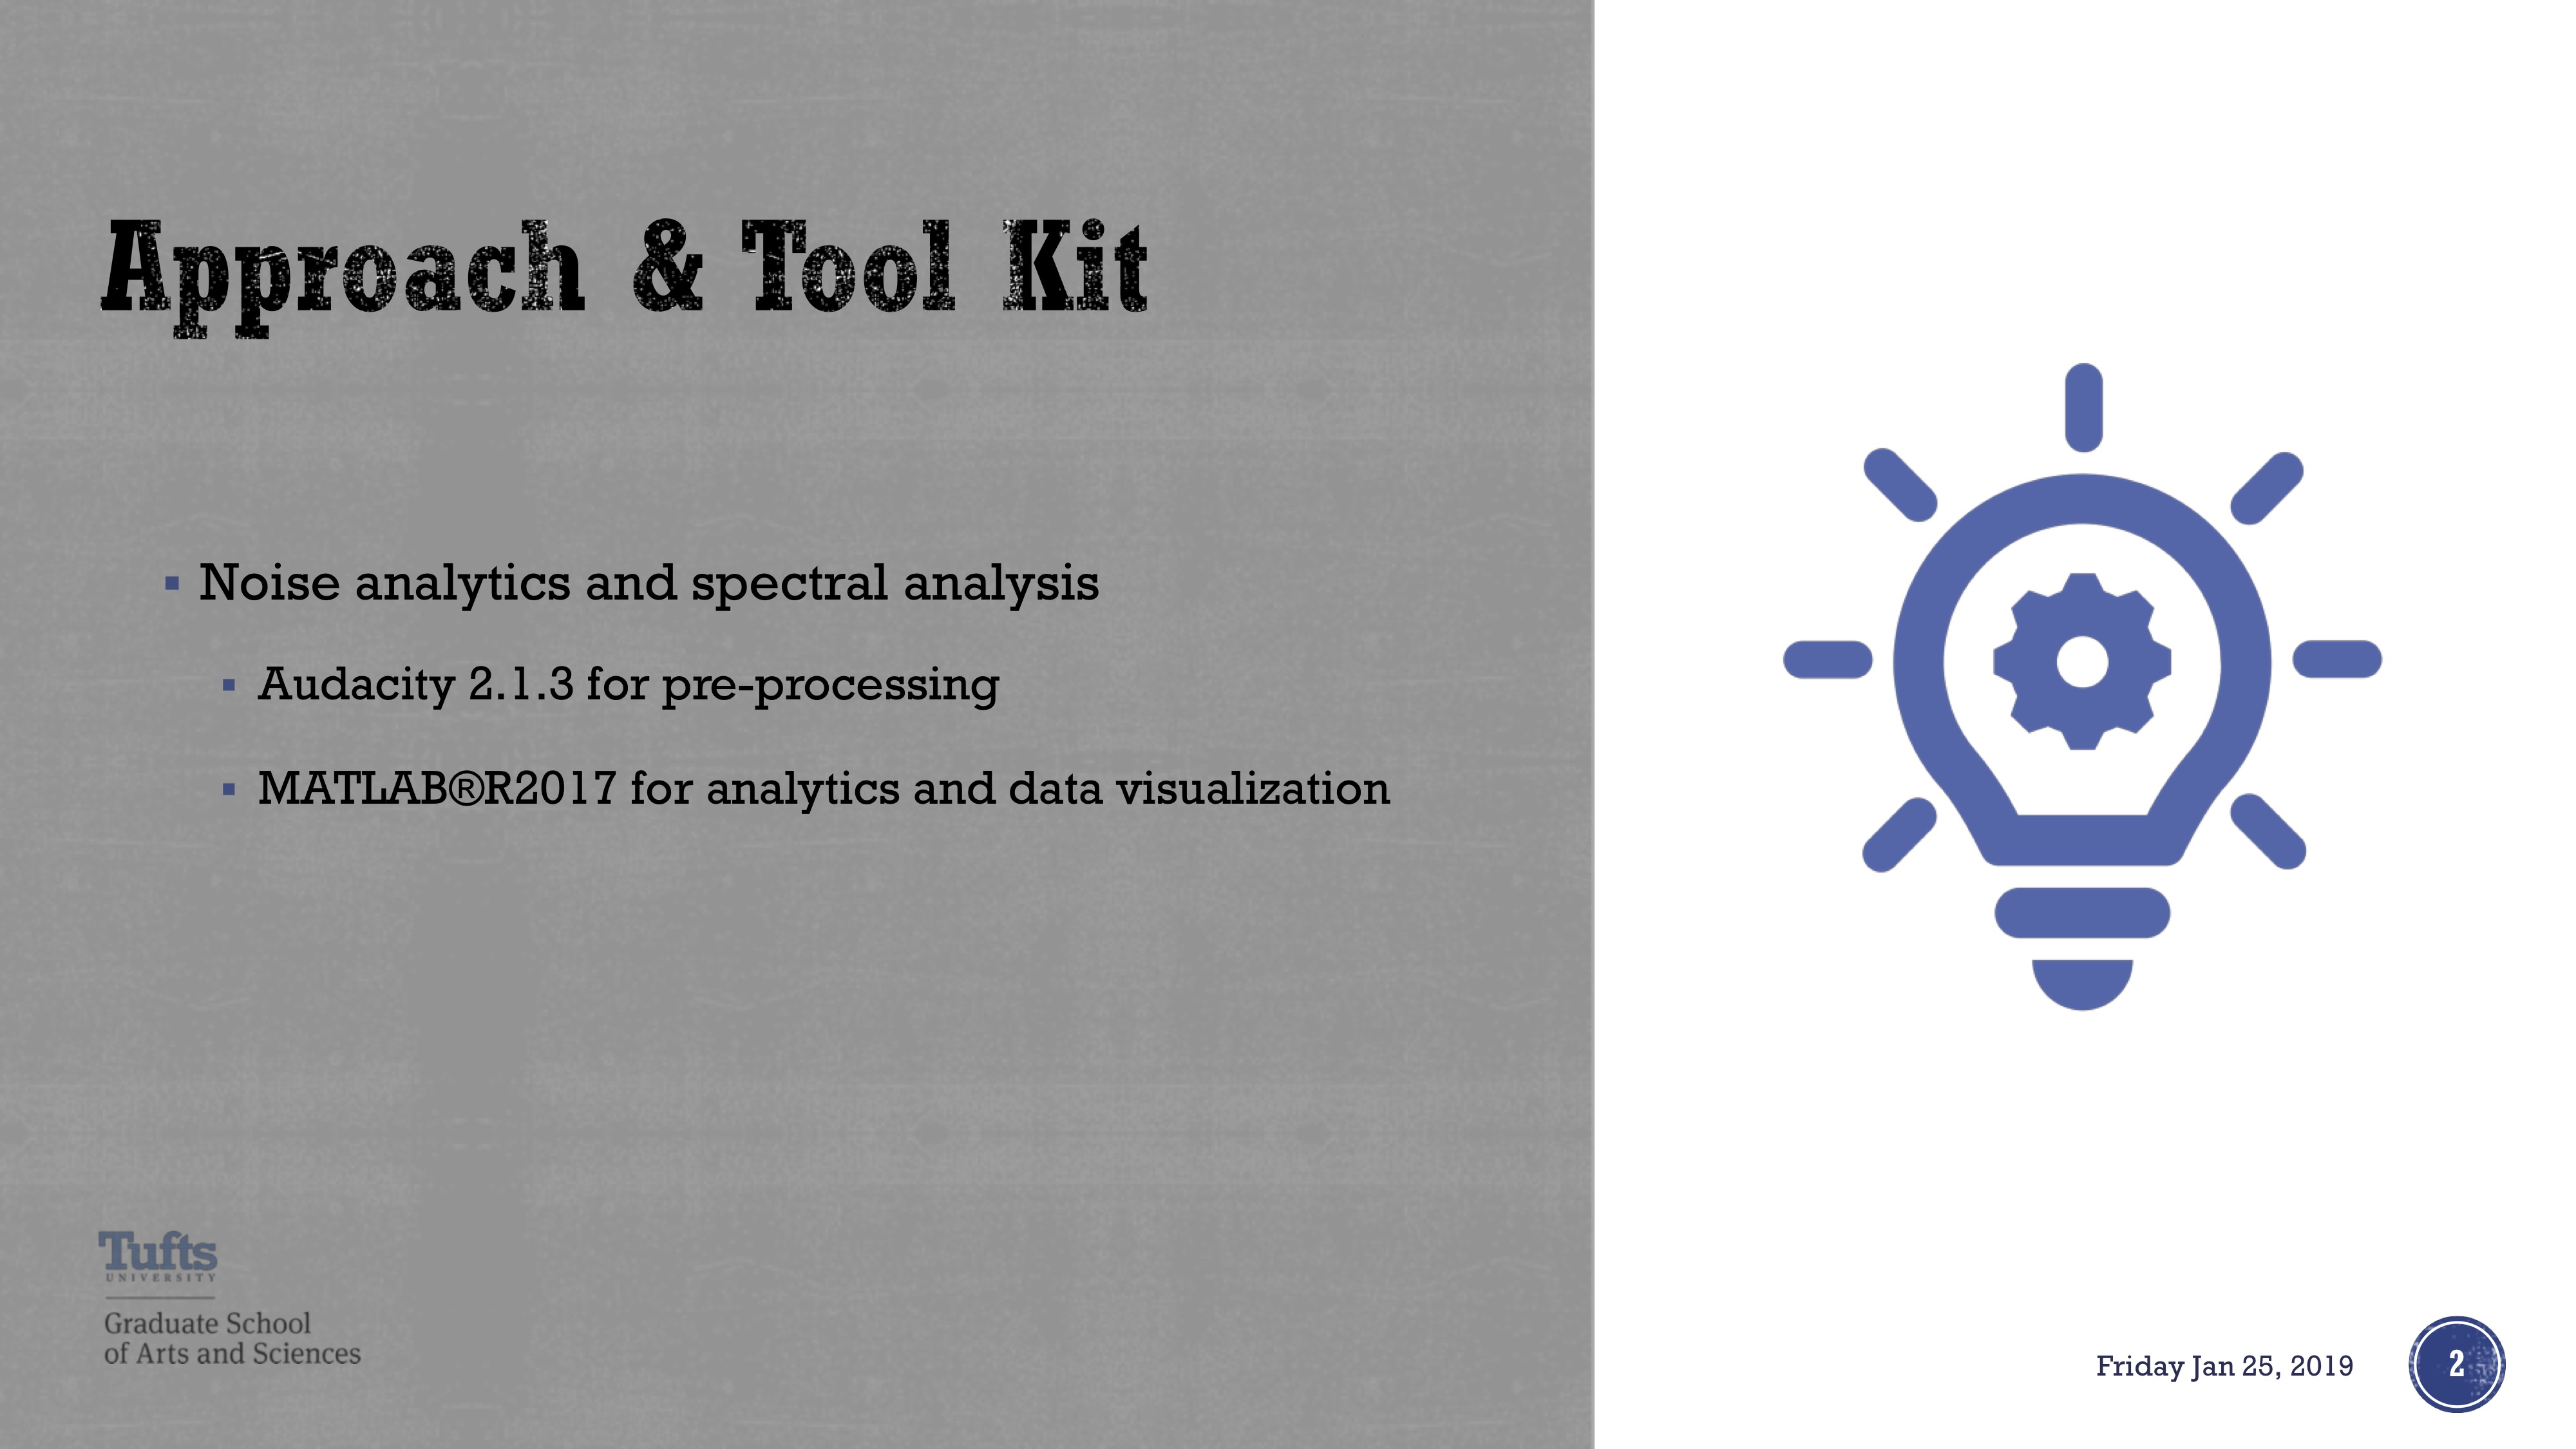 Approach & Tool Kit
▪ Noise analytics and spectral analysis
▪ Audacity 2.1.3 for pre-processing
▪ MATLAB®R2017 for analytics and data visualization
Tufts
UNIVERSITY
Graduate School
of Arts and Sciences
Friday Jan 25, 2019
2